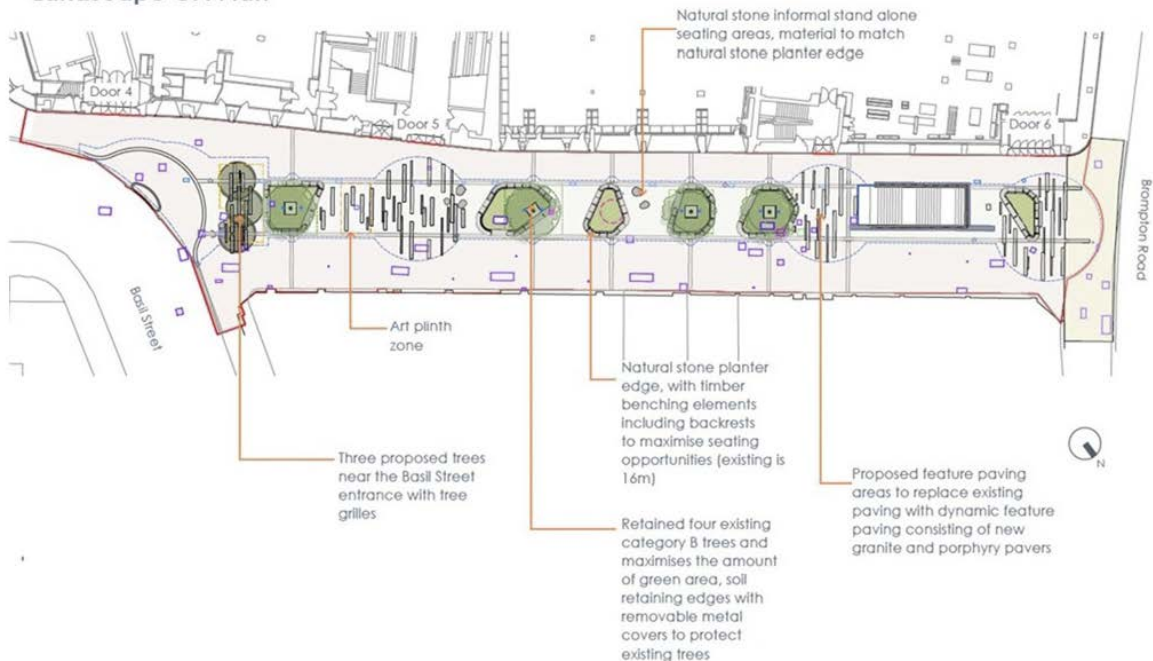 Natural stone informal stand alone
seating areas, material to match
natural stone planter edge
Door 4
Door 5
Door 6
Brompton Road
Basil Street
Art plinth
zone
Natural stone planter
edge, with timber
benching elements
including backrests
to maximise seating
opportunities (existing is
16m)
Three proposed trees
near the Basil Street
entrance with tree
grilles
Retained four existing
category B trees and
maximises the amount
of green area, soil
retaining edges with
removable metal
covers to protect
existing trees
Proposed feature paving
areas to replace existing
paving with dynamic feature
paving consisting of new
granite and porphyry pavers
N